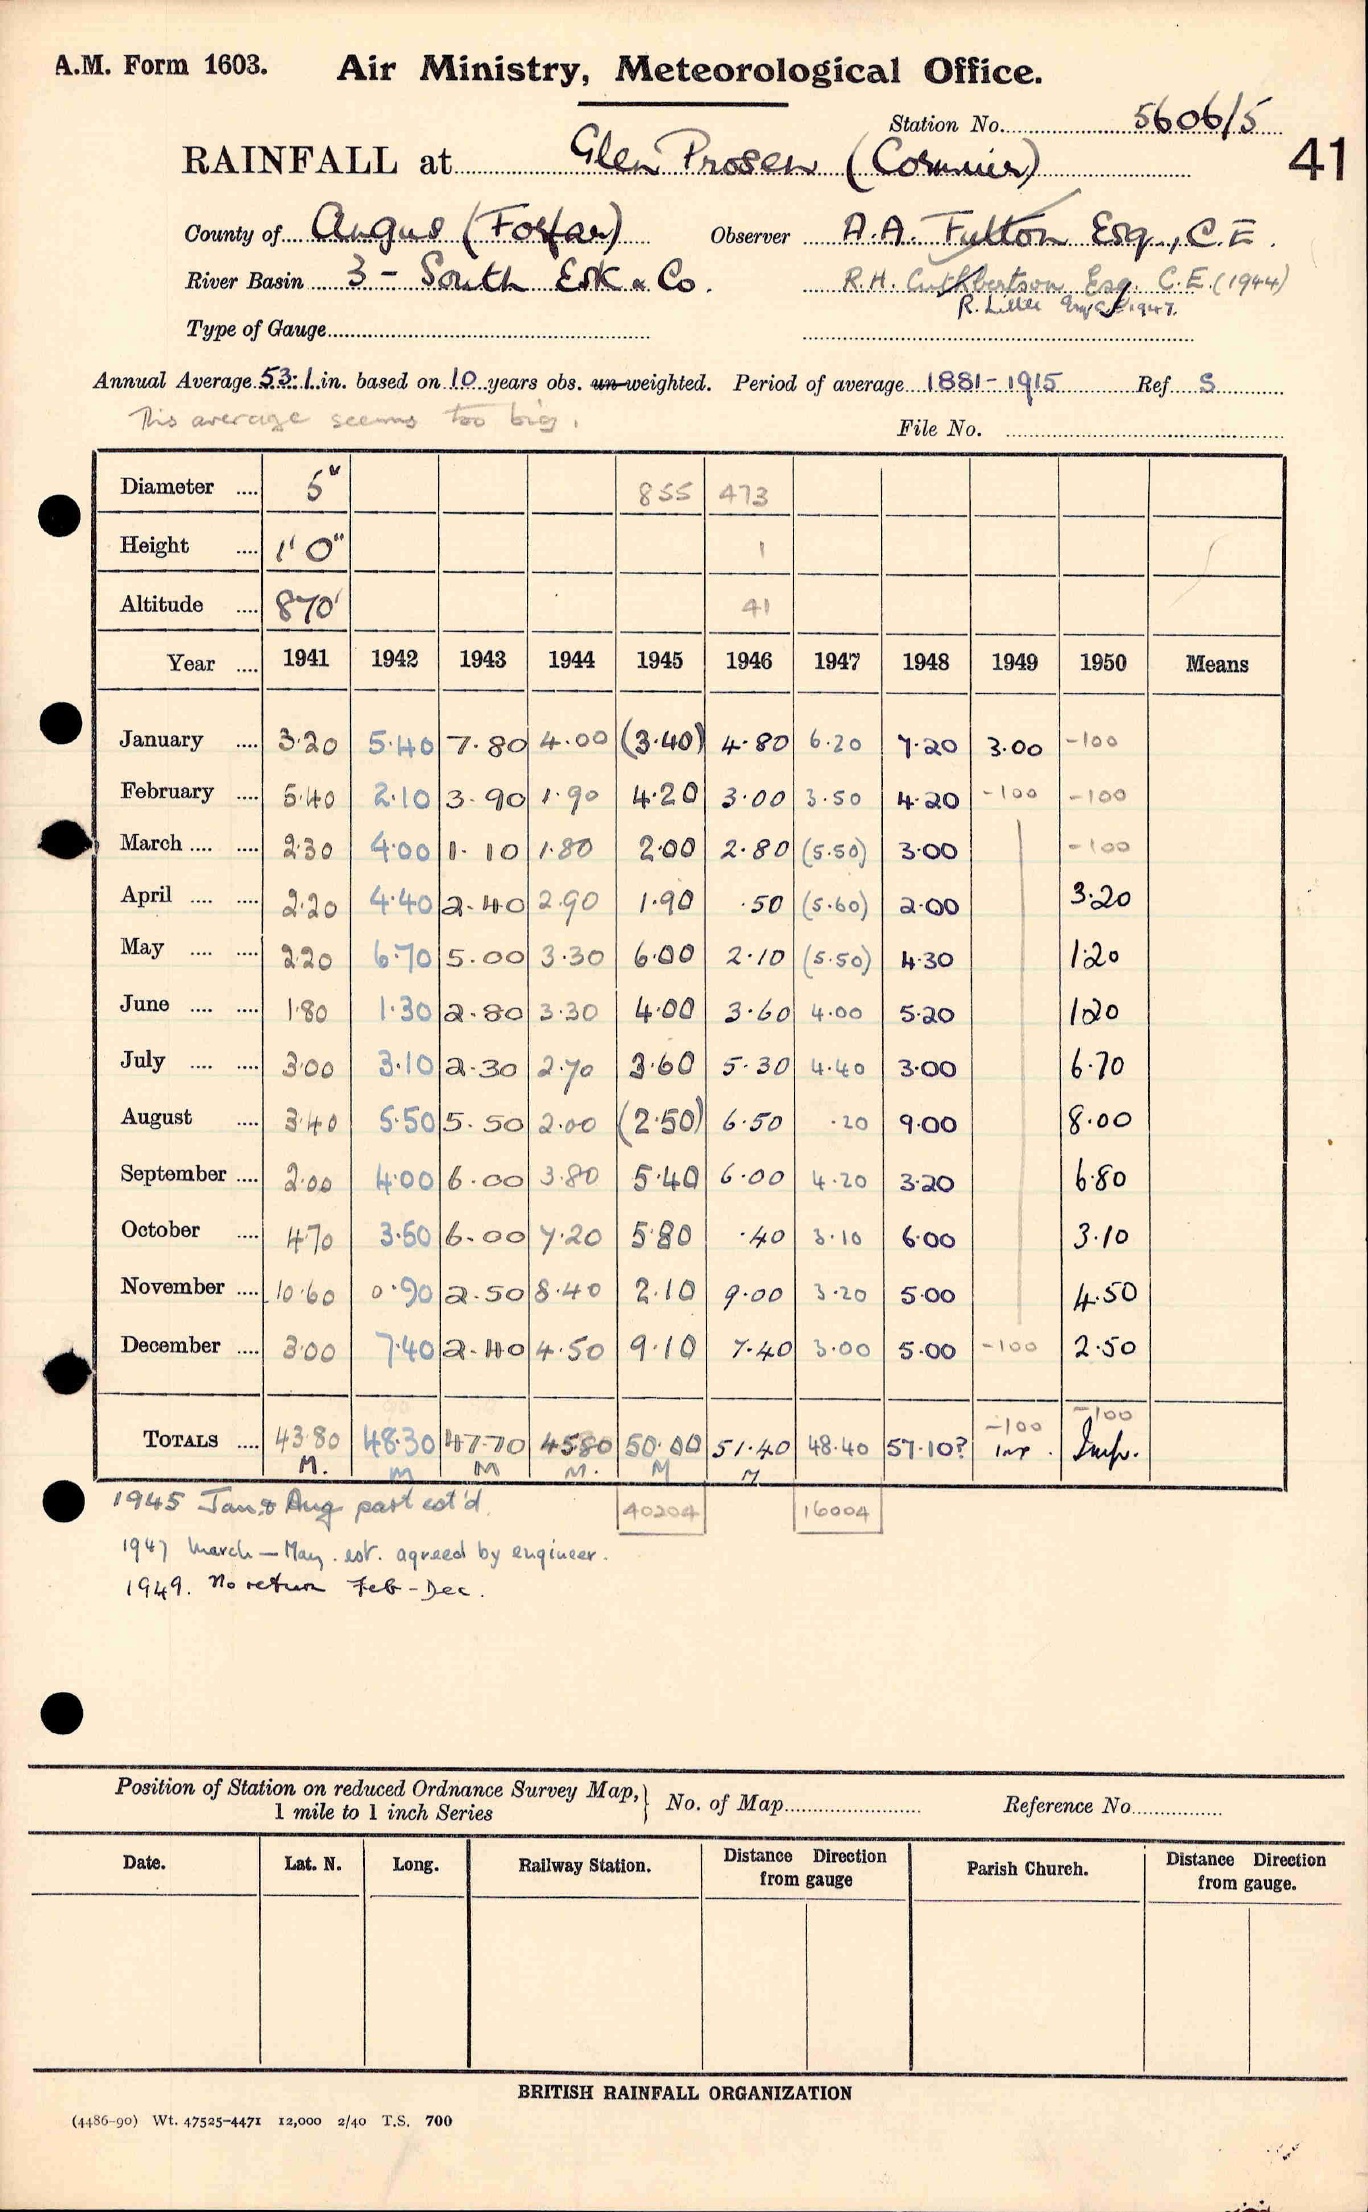 A.M. Form 1603. Air Ministry, Meteorological Office.
Station No. 5606/5
RAINFALL at Glen Prosen (Cormuir) 41
County of Angus (Forfar) Observer A.A. Fulton Esq., C.E.
River Basin 3 - South Esk & Co. R.H. Cuthbertson Esq. C.E. (1944)
R. Little Esq C.E. 1947.
Type of Gauge
Annual Average 53.1 in. based on 10 years obs. un-weighted. Period of average 1881-1915 Ref S
This average seems too big.
File No.
Diameter .... 5" 855 473
Height .... 1' 0" 1
Altitude .... 870' 41
Year .... 1941 1942 1943 1944 1945 1946 1947 1948 1949 1950 Means
January .... 3.20 5.40 7.80 4.00 (3.40) 4.80 6.20 7.20 3.00 -100
February .... 5.40 2.10 3.90 1.90 4.20 3.00 3.50 4.20 -100 -100
March .... .... 2.30 4.00 1.10 1.80 2.00 2.80 (5.50) 3.00 -100
April .... .... 2.20 4.40 2.40 2.90 1.90 .50 (5.60) 2.00 3.20
May .... .... 2.20 6.70 5.00 3.30 6.00 2.10 (5.50) 4.30 1.20
June .... .... 1.80 1.30 2.80 3.30 4.00 3.60 4.00 5.20 1.20
July .... .... 3.00 3.10 2.30 2.70 3.60 5.30 4.40 3.00 6.70
August .... 3.40 5.50 5.50 2.00 (2.50) 6.50 .20 9.00 8.00
September .... 2.00 4.00 6.00 3.80 5.40 6.00 4.20 3.20 6.80
October .... 4.70 3.50 6.00 7.20 5.80 .40 3.10 6.00 3.10
November .... 10.60 0.90 2.50 8.40 2.10 9.00 3.20 5.00 4.50
December .... 3.00 7.40 2.40 4.50 9.10 7.40 3.00 5.00 -100 2.50
-100 -100
TOTALS .... 43.80 48.30 47.70 45.80 50.00 51.40 48.40 57.10? Inp. Imp.
M. M M M. M M
1945 Jan. & Aug part est'd. 40204 16004
1947 March - May. est. agreed by engineer.
1949. No return Feb - Dec.
Position of Station on reduced Ordnance Survey Map, 1 mile to 1 inch Series } No. of Map Reference No.
Date. Lat. N. Long. Railway Station. Distance from gauge Direction Parish Church. Distance Direction from gauge.
BRITISH RAINFALL ORGANIZATION
(4486-90) Wt. 47525-4471 12,000 2/40 T.S. 700